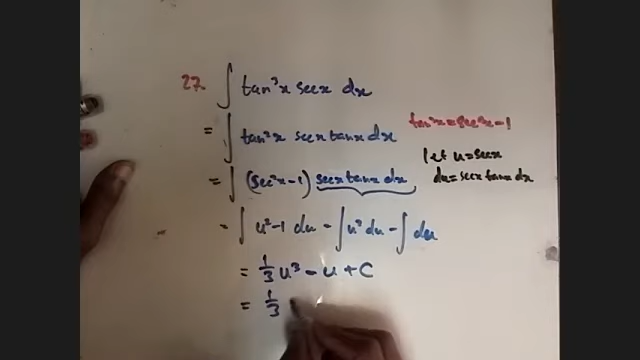 27. ∫ tan³x secx dx
= ∫ tan²x secx tanx dx
tan²x = sec²x - 1
= ∫ (sec²x - 1) secx tanx dx
let u = secx
du = secx tanx dx
= ∫ u² - 1 du = ∫ u² du - ∫ du
= 1/3 u³ - u + C
= 1/3